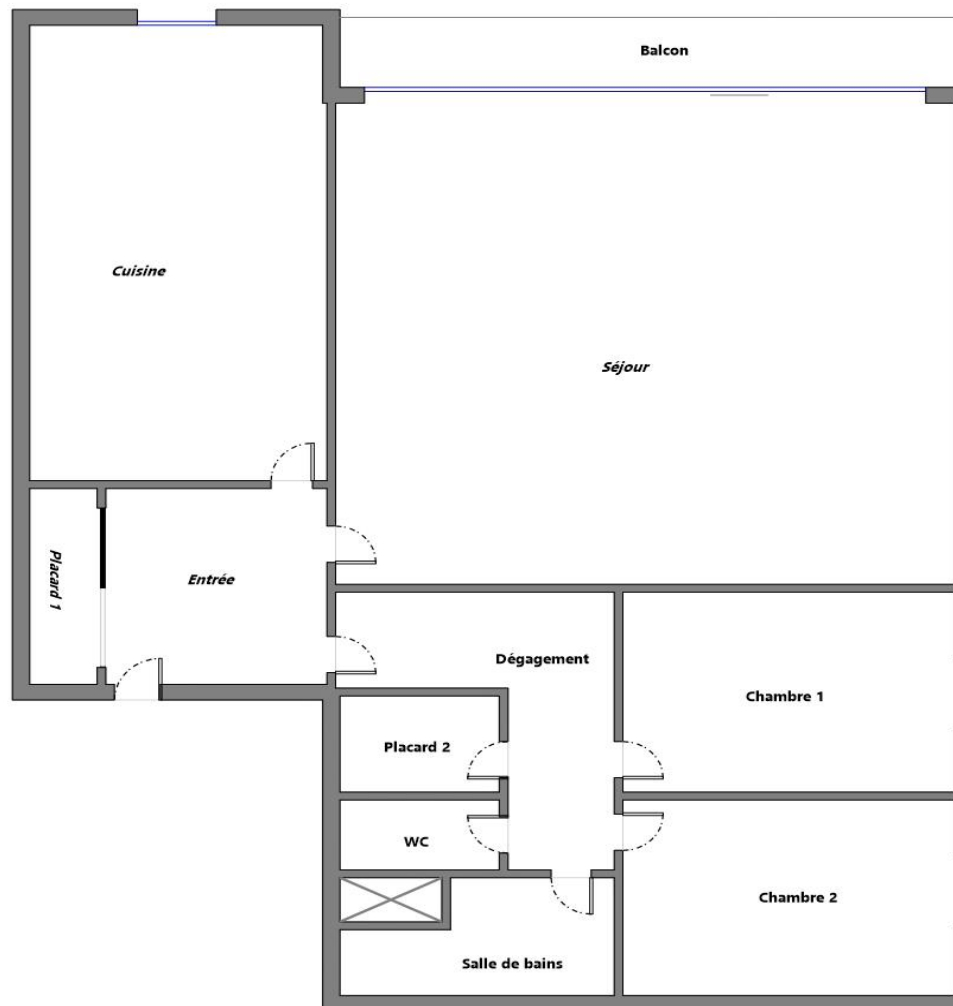 Balcon
Cuisine
Séjour
Placard 1
Entrée
Dégagement
Chambre 1
Placard 2
WC
Chambre 2
Salle de bains